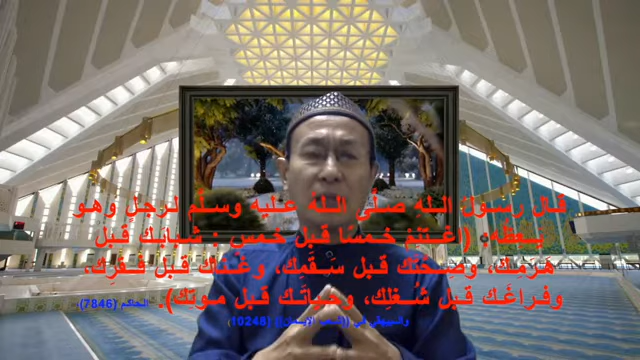 قال رسول الله صلى الله عليه وسلم لرجل وهو
يعظه: (اغتنم خمسا قبل خمس: شبابك قبل
هرمك، وصحتك قبل سقمك، وغناك قبل فقرك،
وفراغك قبل شغلك، وحياتك قبل موتك). الحاكم (7846)
والبيهقي في ((شعب الإيمان)) (10248)